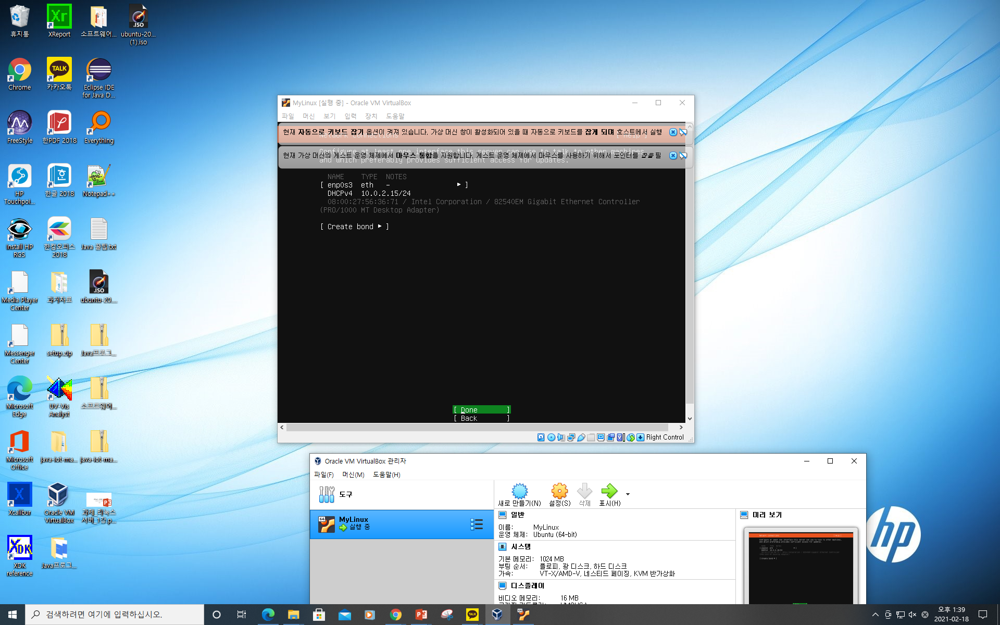 휴지통
XReport
소프트웨어...
ubuntu-20...
(1).iso
.ISO
Chrome
TALK
카카오톡
Eclipse IDE
for Java D...
FreeStyle
한PDF 2018
Everything
HP
Touchpoi...
한글 2018
Notepad++
Install HP
RGS
한컴오피스
2018
Java 꿀팁.txt
Media Player
Center
과거자료
.ISO
ubuntu-20...
Messenger
Center
setup.zip
Java프로그...
Microsoft
Edge
UV-Vis
Analyst
소프트웨어...
Microsoft
Office
java-iot-ma...
java-iot-ma...
Xcalibur
Oracle VM
VirtualBox
과제_리눅스
서버_1강.p...
XDK
XDK
reference
Java프로그...
MyLinux [실행 중] - Oracle VM VirtualBox
파일 머신 보기 입력 장치 도움말
현재 자동으로 키보드 잡기 옵션이 켜져 있습니다. 가상 머신 창이 활성화되어 있을 때 자동으로 키보드를 잡게 되며 호스트에서 실행
Network connections [ Help ]
Configure at least one interface this server can use to talk to other machines,
현재 가상 머신의 게스트 운영 체제에서 마우스 통합을 지원합니다. 게스트 운영 체제에서 마우스를 사용하기 위해서 포인터를 잡을 필
and which preferably provides sufficient access for updates.
NAME TYPE NOTES
[ enp0s3 eth - ▸ ]
DHCPv4 10.0.2.15/24
08:00:27:56:36:71 / Intel Corporation / 82540EM Gigabit Ethernet Controller
(PRO/1000 MT Desktop Adapter)
[ Create bond ▸ ]
[ Done ]
[ Back ]
Right Control
Oracle VM VirtualBox 관리자
파일(F) 머신(M) 도움말(H)
도구
새로 만들기(N) 설정(S) 삭제 표시(H)
64
MyLinux
실행 중
일반
이름: MyLinux
운영 체제: Ubuntu (64-bit)
시스템
기본 메모리: 1024 MB
부팅 순서: 플로피, 광 디스크, 하드 디스크
가속: VT-X/AMD-V, 네스티드 페이징, KVM 반가상화
디스플레이
비디오 메모리: 16 MB
미리 보기
hp
검색하려면 여기에 입력하십시오.
TALK
오후 1:39
2021-02-18